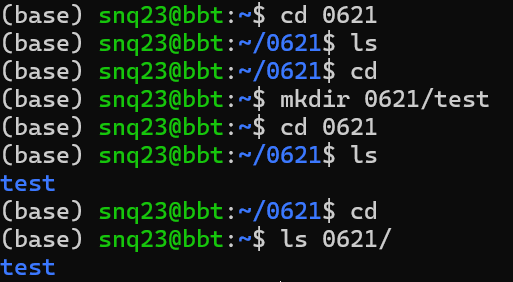 (base) snq23@bbt:~$ cd 0621
(base) snq23@bbt:~/0621$ ls
(base) snq23@bbt:~/0621$ cd
(base) snq23@bbt:~$ mkdir 0621/test
(base) snq23@bbt:~$ cd 0621
(base) snq23@bbt:~/0621$ ls
test
(base) snq23@bbt:~/0621$ cd
(base) snq23@bbt:~$ ls 0621/
test